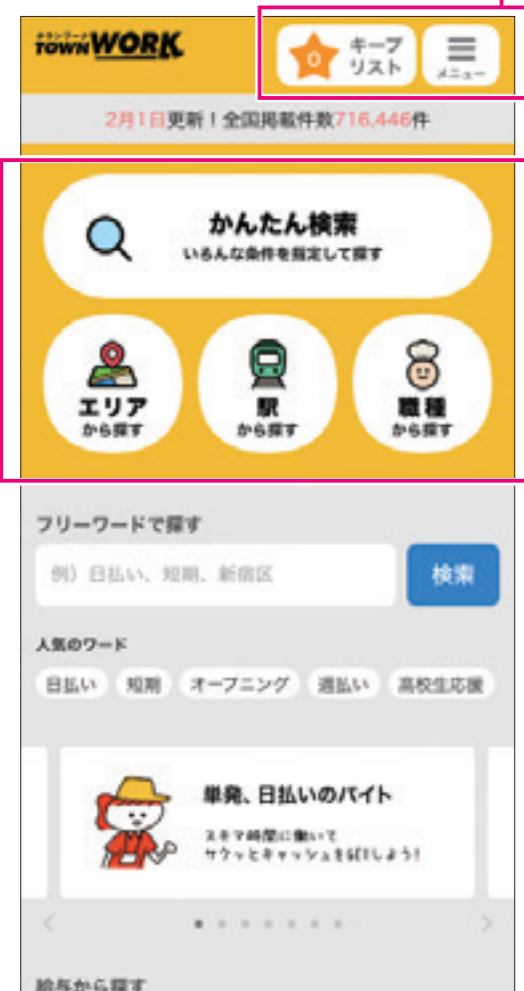 タウンワーク
TOWNWORK
0
キープ
リスト
メニュー
2月1日更新！全国掲載件数716,446件
かんたん検索
いろんな条件を指定して探す
エリア
から探す
駅
から探す
職種
から探す
フリーワードで探す
例）日払い、短期、新宿区
検索
人気のワード
日払い 短期 オープニング 週払い 高校生応援
単発、日払いのバイト
スキマ時間に働いて
サクッとキャッシュをGETしよう!
給与から探す